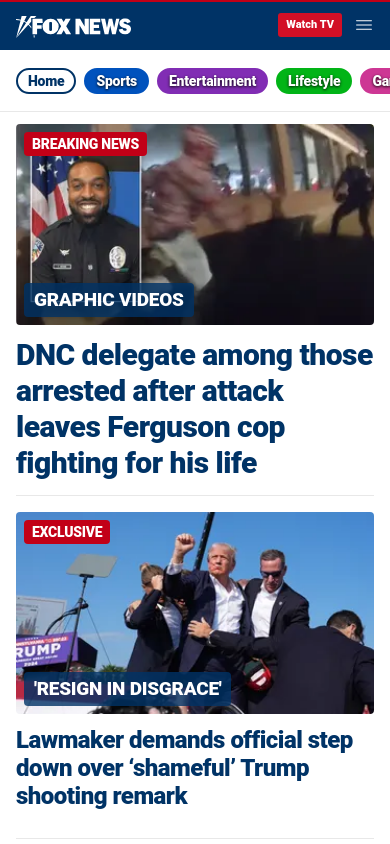 FOX NEWS
Watch TV
Home
Sports
Entertainment
Lifestyle
Ga
BREAKING NEWS
GRAPHIC VIDEOS
DNC delegate among those
arrested after attack
leaves Ferguson cop
fighting for his life
EXCLUSIVE
RUMP
2024
'RESIGN IN DISGRACE'
Lawmaker demands official step
down over ‘shameful’ Trump
shooting remark